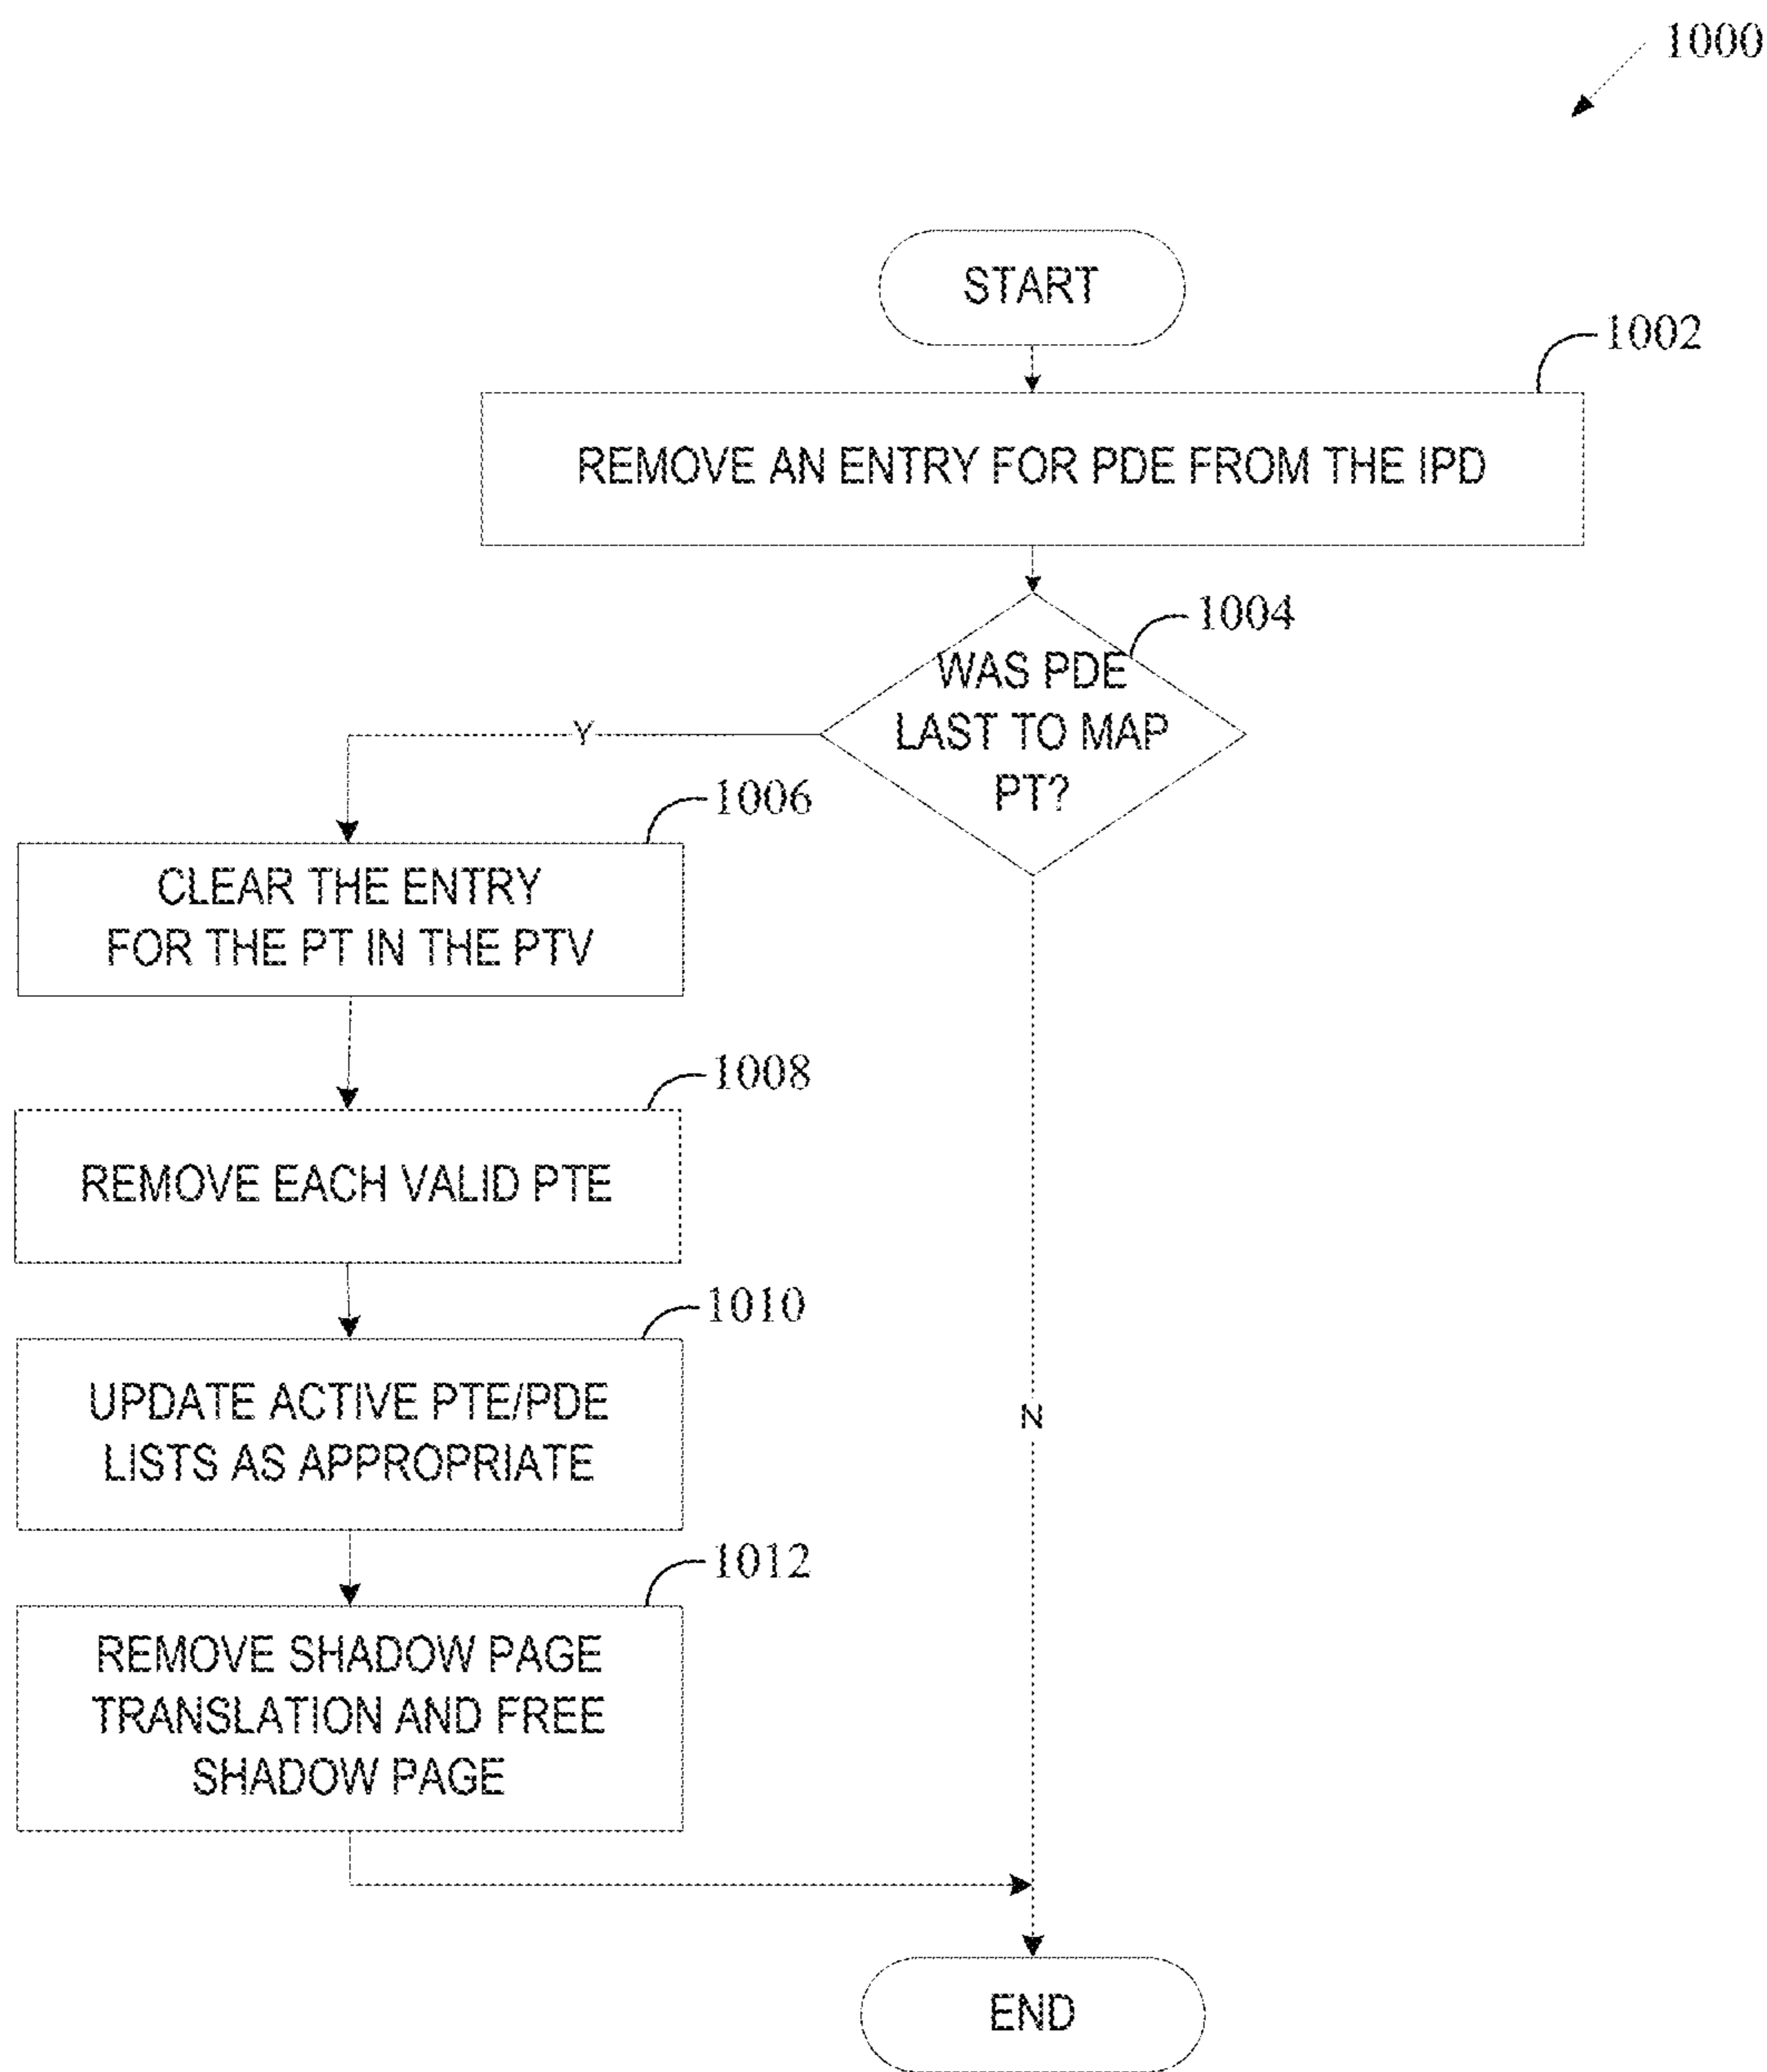 1000
START
1002
REMOVE AN ENTRY FOR PDE FROM THE IPD
1004
WAS PDE
LAST TO MAP
PT?
Y
1006
CLEAR THE ENTRY
FOR THE PT IN THE PTV
1008
REMOVE EACH VALID PTE
1010
UPDATE ACTIVE PTE/PDE
LISTS AS APPROPRIATE
N
1012
REMOVE SHADOW PAGE
TRANSLATION AND FREE
SHADOW PAGE
END